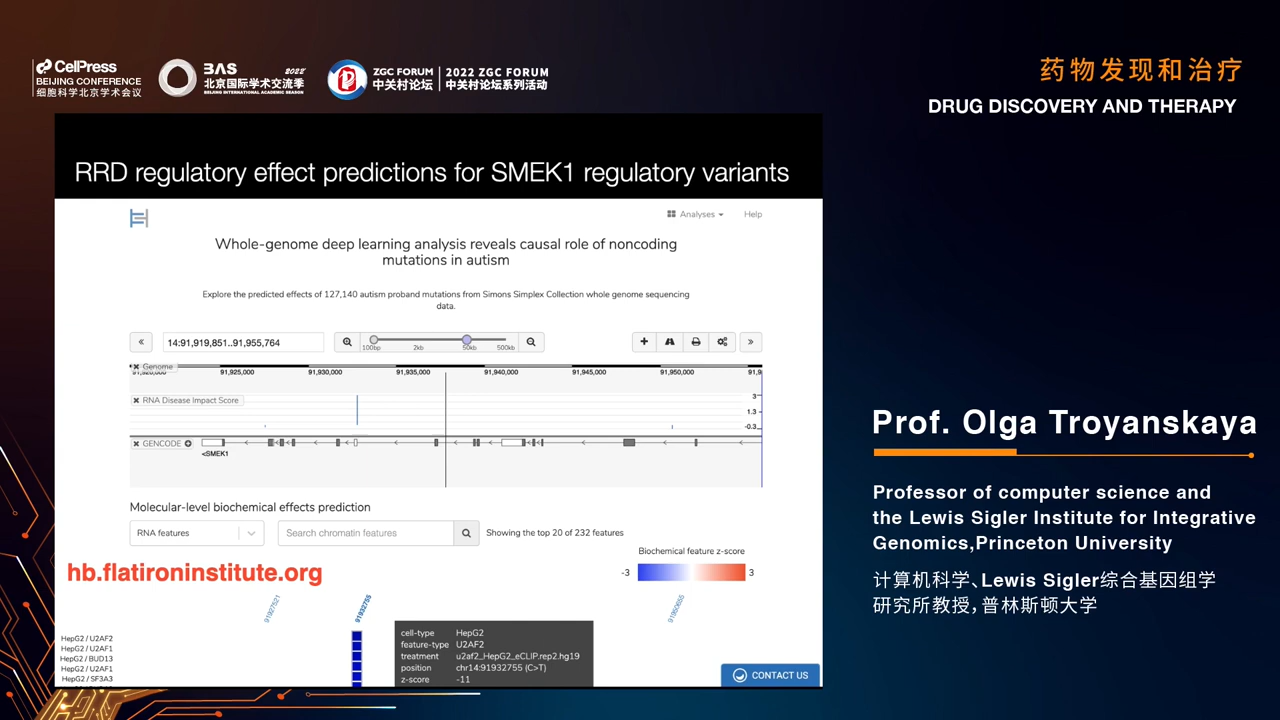 CellPress
BEIJING CONFERENCE
细胞科学北京学术会议
BAS 2022
北京国际学术交流季
BEIJING INTERNATIONAL ACADEMIC SEASON
ZGC FORUM
中关村论坛
2022 ZGC FORUM
中关村论坛系列活动
药物发现和治疗
DRUG DISCOVERY AND THERAPY
RRD regulatory effect predictions for SMEK1 regulatory variants
Analyses
Help
Whole-genome deep learning analysis reveals causal role of noncoding
mutations in autism
Explore the predicted effects of 127,140 autism proband mutations from Simons Simplex Collection whole genome sequencing
data.
«
14:91,919,851..91,955,764
100bp 2kb 50kb 500kb
»
Genome
91,925,000 91,930,000 91,935,000 91,940,000 91,945,000 91,950,000
RNA Disease Impact Score
3
1.3
-0.3
GENCODE
<SMEK1
Molecular-level biochemical effects prediction
RNA features
Search chromatin features
Showing the top 20 of 232 features
Biochemical feature z-score
-3 3
hb.flatironinstitute.org
91927521
91932755
91950655
HepG2 / U2AF2
HepG2 / U2AF1
HepG2 / BUD13
HepG2 / U2AF1
HepG2 / SF3A3
cell-type HepG2
feature-type U2AF2
treatment u2af2_HepG2_eCLIP.rep2.hg19
position chr14:91932755 (C>T)
z-score -11
CONTACT US
Prof. Olga Troyanskaya
Professor of computer science and
the Lewis Sigler Institute for Integrative
Genomics,Princeton University
计算机科学、Lewis Sigler综合基因组学
研究所教授，普林斯顿大学